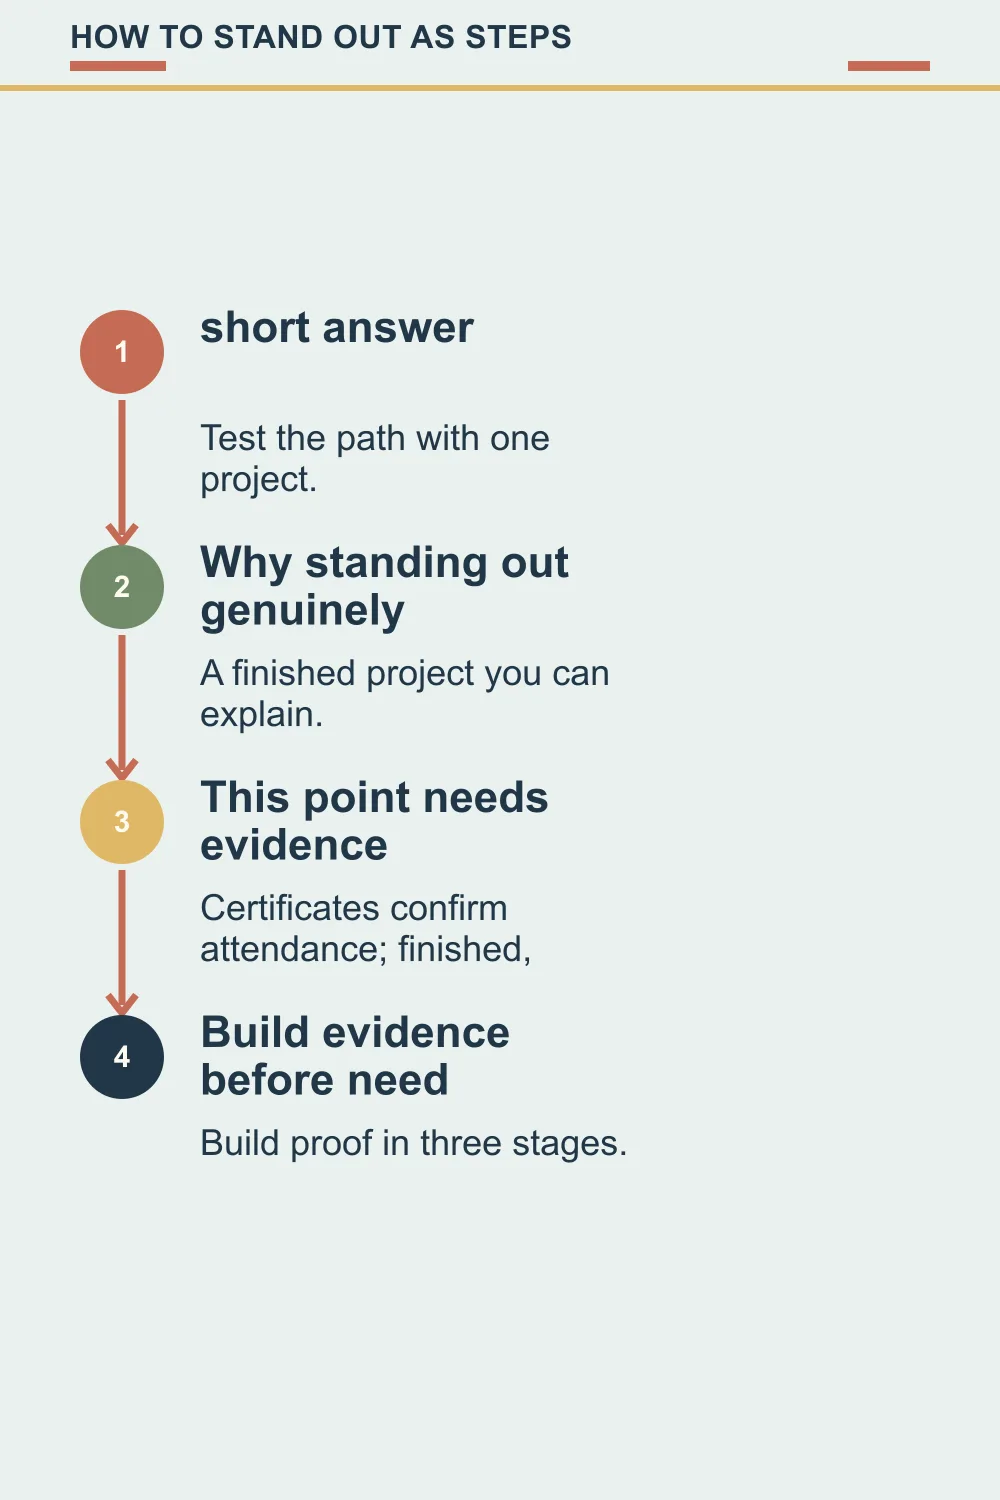 HOW TO STAND OUT AS STEPS
1
short answer
Test the path with one
project.
2
Why standing out
genuinely
A finished project you can
explain.
3
This point needs
evidence
Certificates confirm
attendance; finished,
4
Build evidence
before need
Build proof in three stages.